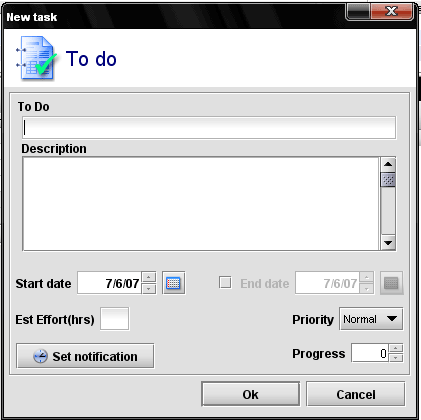 New task
To do
To Do
Description
Start date 7/6/07 End date 7/6/07
Est Effort(hrs) Priority Normal
Set notification Progress 0
Ok Cancel